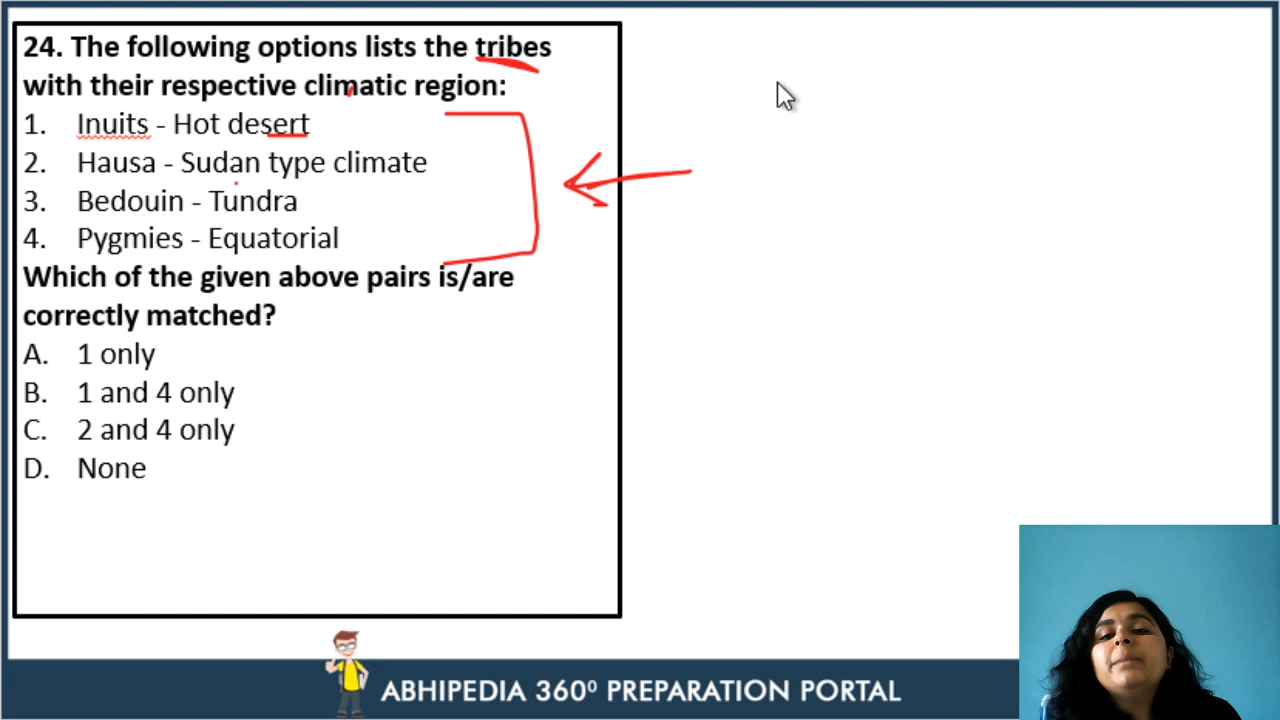 24. The following options lists the tribes
with their respective climatic region:
1. Inuits - Hot desert
2. Hausa - Sudan type climate
3. Bedouin - Tundra
4. Pygmies - Equatorial
Which of the given above pairs is/are
correctly matched?
A. 1 only
B. 1 and 4 only
C. 2 and 4 only
D. None
ABHIPEDIA 360⁰ PREPARATION PORTAL